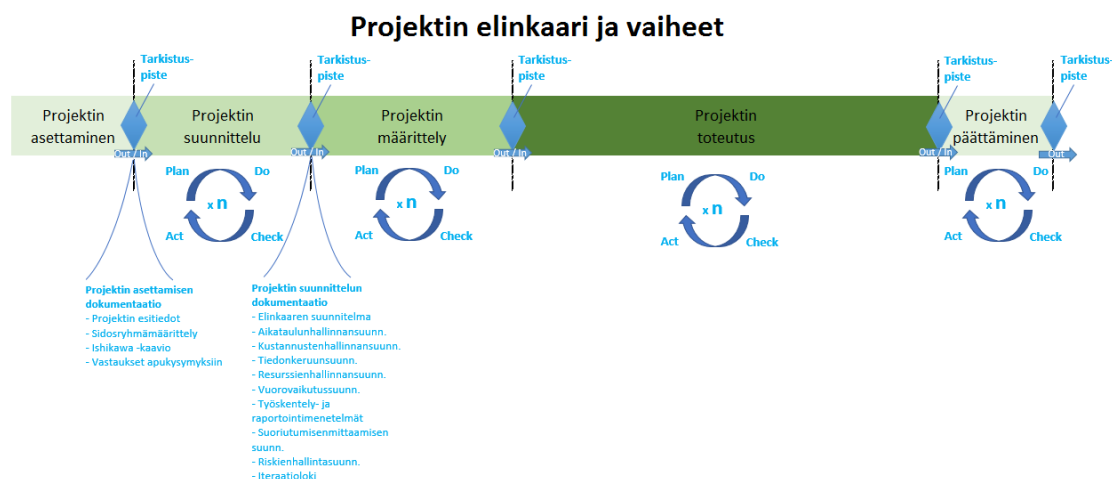 Projektin elinkaari ja vaiheet
Tarkistus-
piste
Tarkistus-
piste
Tarkistus-
piste
Tarkistus-
piste
Tarkistus-
piste
Projektin
asettaminen
Projektin
suunnittelu
Projektin
määrittely
Projektin
toteutus
Projektin
päättäminen
Out / In
Out / In
Out / In
Out / In
Out
Plan
Do
x n
Act
Check
Plan
Do
x n
Act
Check
Plan
Do
x n
Act
Check
Plan
Do
x n
Act
Check
Projektin asettamisen
dokumentaatio
- Projektin esitiedot
- Sidosryhmämäärittely
- Ishikawa -kaavio
- Vastaukset apukysymyksiin
Projektin suunnittelun
dokumentaatio
- Elinkaaren suunnitelma
- Aikataulunhallinnansuunn.
- Kustannustenhallinnansuunn.
- Tiedonkeruunsuunn.
- Resurssienhallinnansuunn.
- Vuorovaikutussuunn.
- Työskentely- ja
raportointimenetelmät
- Suoriutumisenmittaamisen
suunn.
- Riskienhallintasuunn.
- Iteraatioloki